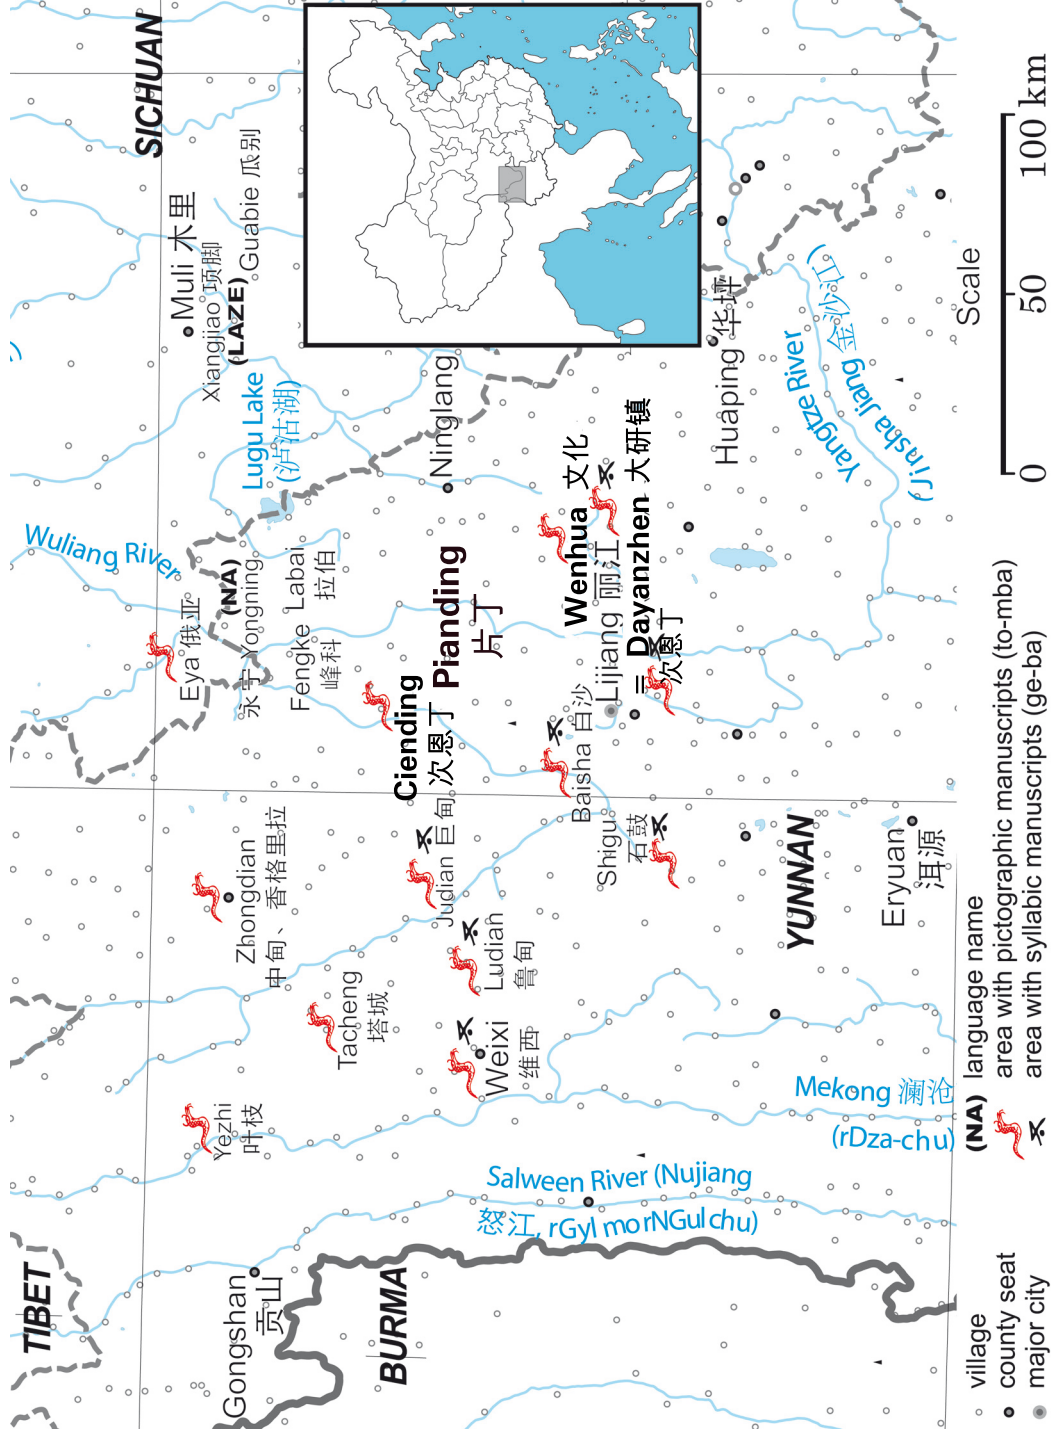 TIBET
SICHUAN
Wuliang River
Muli 木里
Xiangjiao 项脚
(LAZE)
Guabie 瓜别
Lugu Lake
(泸沽湖)
Eya 俄亚
(NA)
永宁 Yongning
Fengke
峰科
Labai
拉伯
Gongshan
贡山
Yezhi
叶枝
Zhongdian
中甸、香格里拉
Tacheng
塔城
BURMA
Ciending
次恩丁
Pianding
片丁
Ninglang
Judian 巨甸
Ludian
鲁甸
Weixi
维西
Salween River (Nujiang
怒江, rGyl mo rNGul chu)
Baisha 白沙
Wenhua 文化
Lijiang 丽江
Dayanzhen 大研镇
次恩丁
Shigu
石鼓
Huaping 华坪
YUNNAN
Yangtze River
(Jinsha Jiang 金沙江)
Mekong 澜沧
(rDza-chu)
Eryuan
洱源
village
county seat
major city
(NA) language name
area with pictographic manuscripts (to-mba)
area with syllabic manuscripts (ge-ba)
Scale
0 50 100 km